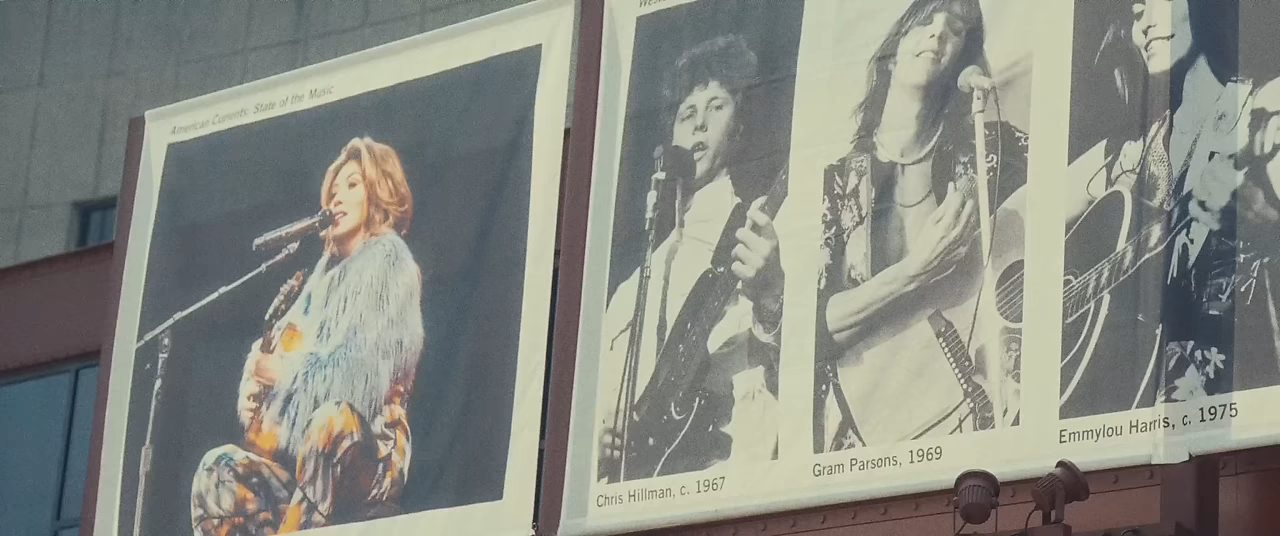 American Currents: State of the Music
Chris Hillman, c. 1967
Gram Parsons, 1969
Emmylou Harris, c. 1975